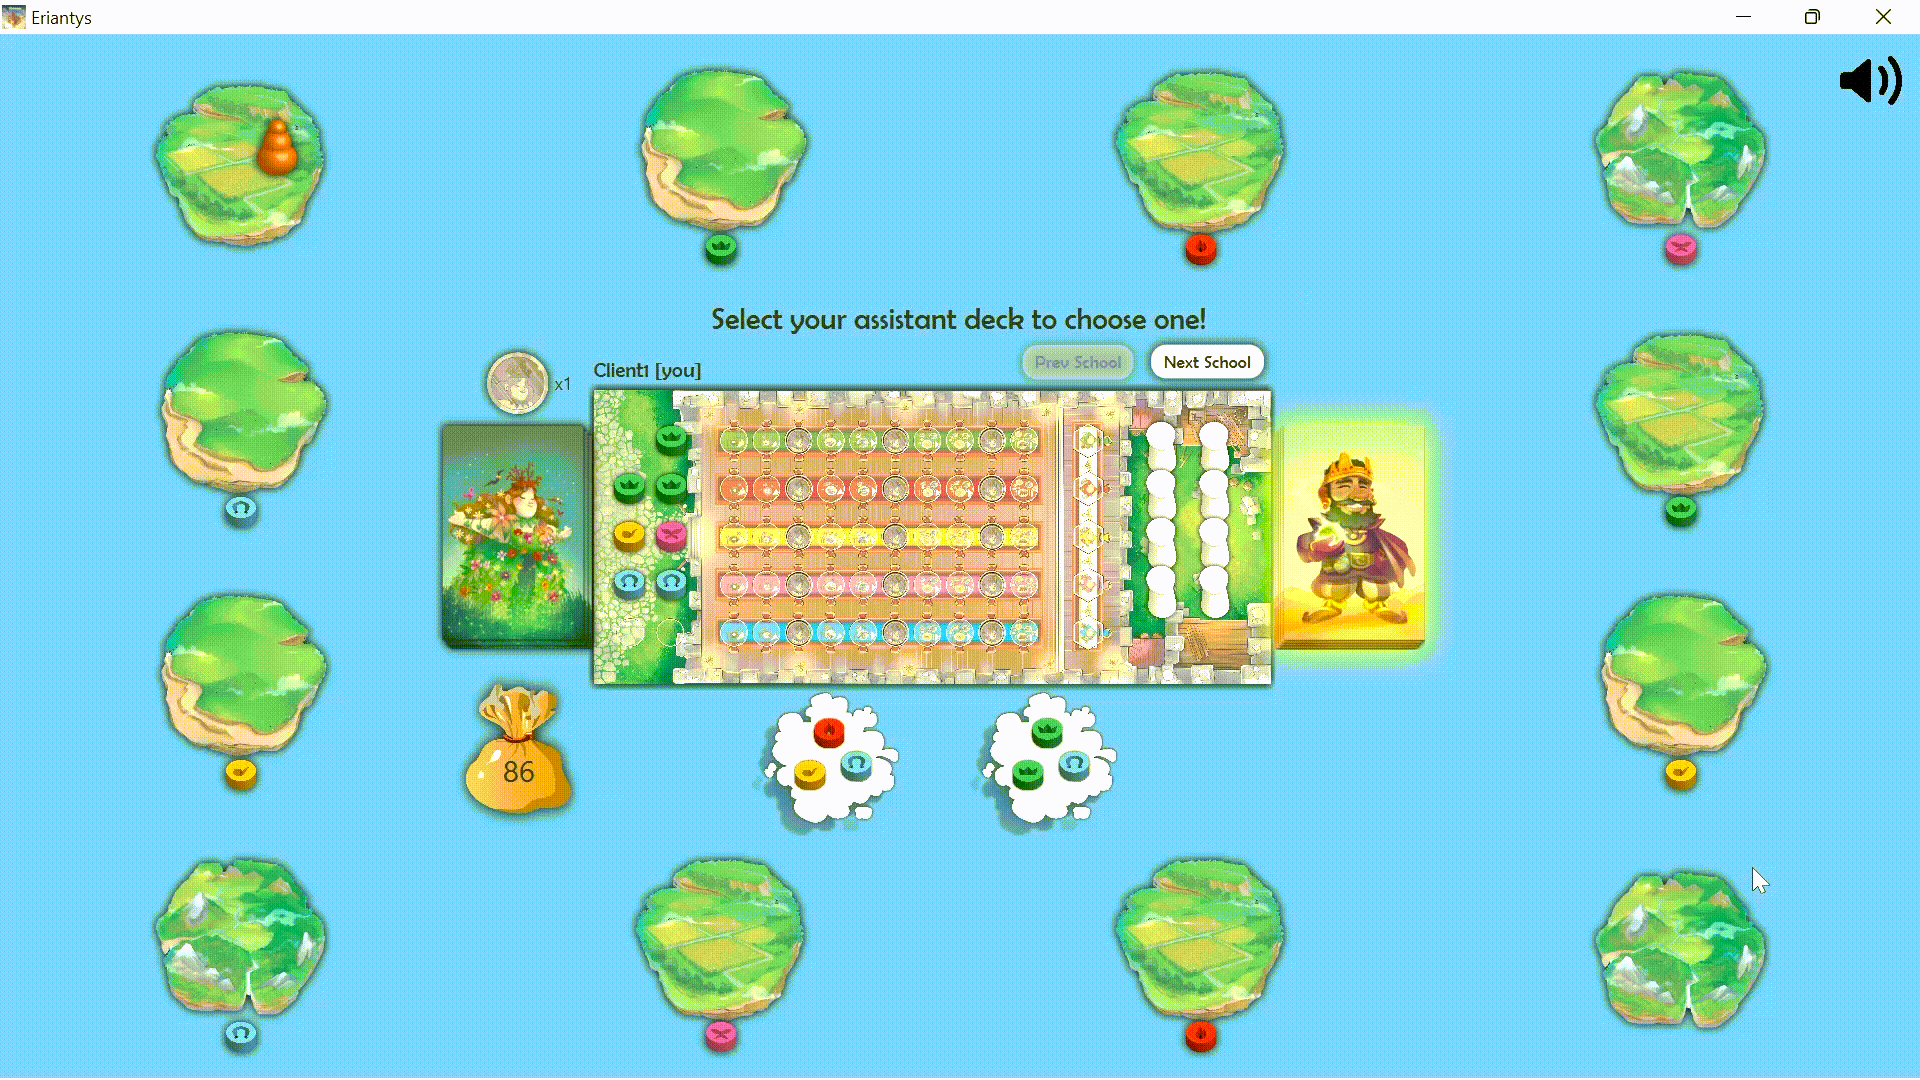 Eriantys
Select your assistant deck to choose one!
x1
Client1 [you]
Prev School
Next School
86